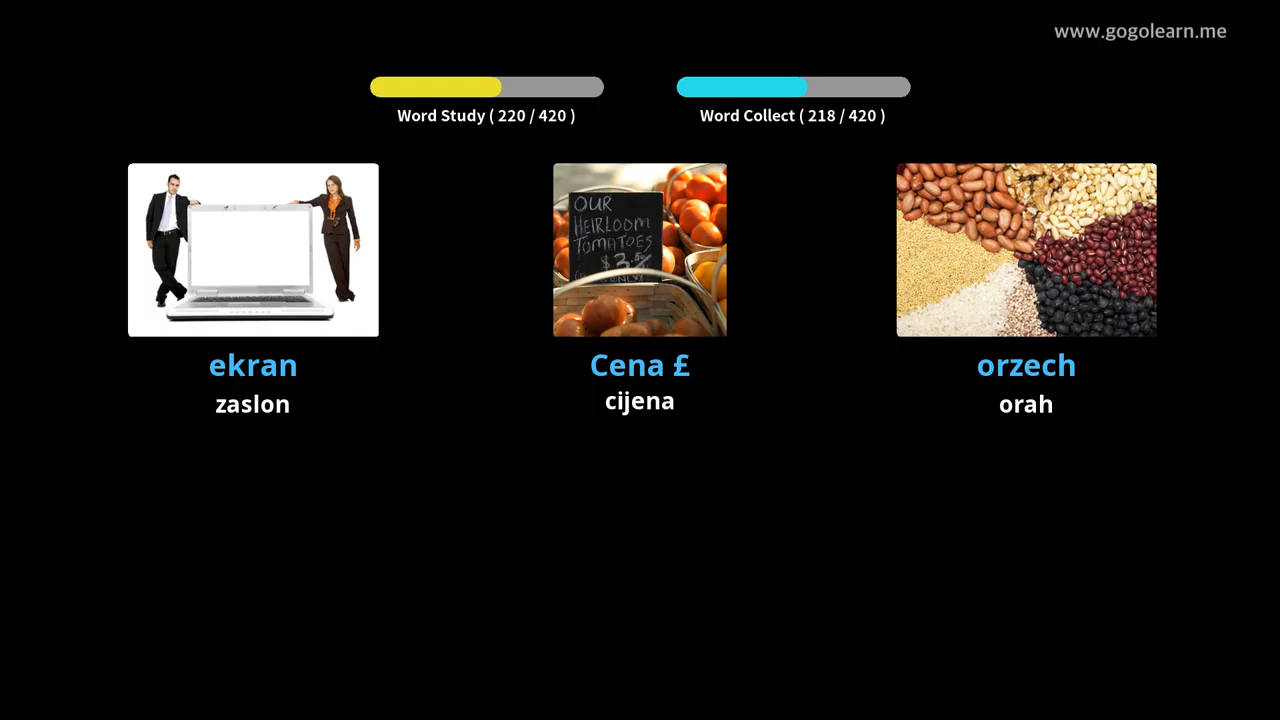 www.gogolearn.me
Word Study ( 220 / 420 )
Word Collect ( 218 / 420 )
OUR
HEIRLOOM
TOMATOES
ekran
zaslon
Cena £
cijena
orzech
orah